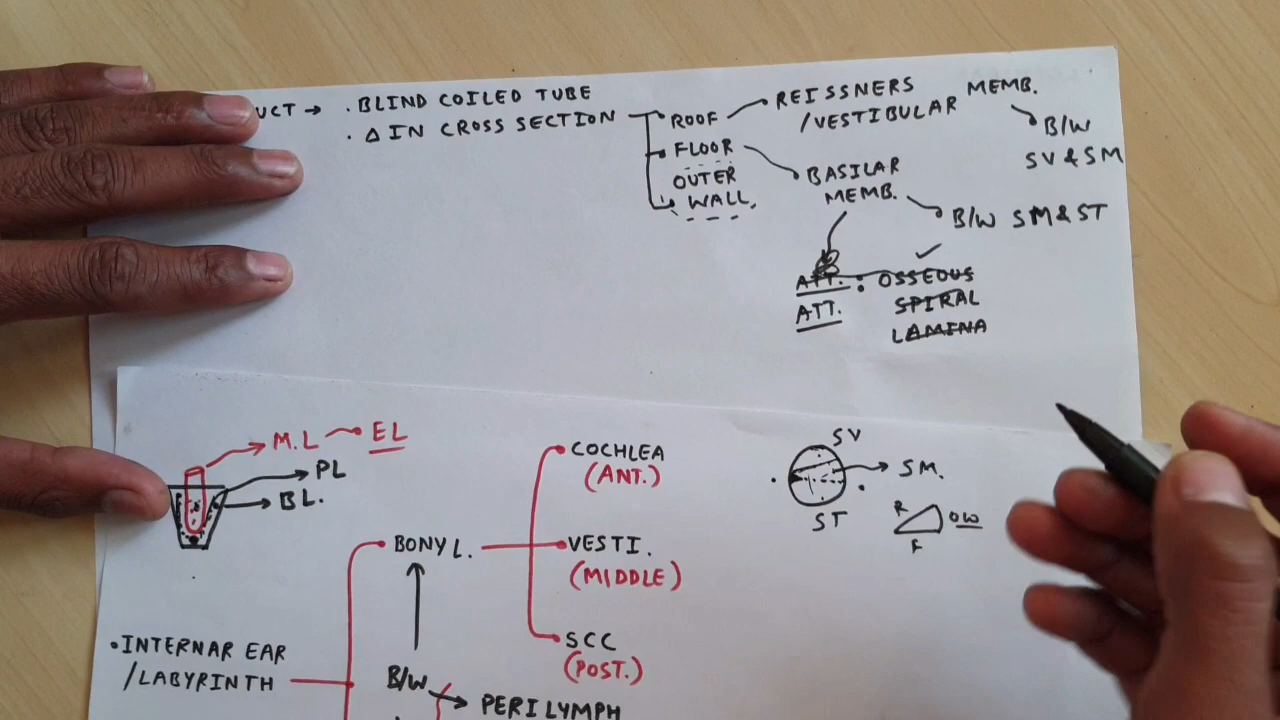 UCT → . BLIND COILED TUBE
. Δ IN CROSS SECTION
ROOF
REISSNERS
/VESTIBULAR MEMB.
B/W
SV & SM
FLOOR
BASILAR
MEMB.
B/W SM & ST
OUTER
WALL
ATT. : OSSEOUS
SPIRAL
LAMINA
ATT.
M.L
EL
PL
BL.
COCHLEA
(ANT.)
BONY L.
VESTI.
(MIDDLE)
SCC
(POST.)
SV
SM.
ST
R
OW
F
• INTERNAR EAR
/LABYRINTH
B/W
PERILYMPH